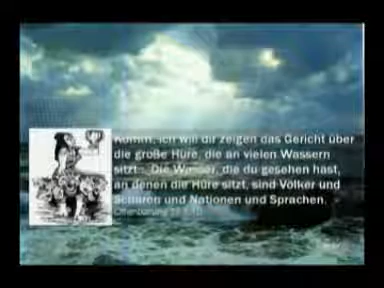 Komm, ich will dir zeigen das Gericht über
die große Hure, die an vielen Wassern
sitzt... Die Wasser, die du gesehen hast,
an denen die Hure sitzt, sind Völker und
Scharen und Nationen und Sprachen.
Offenbarung